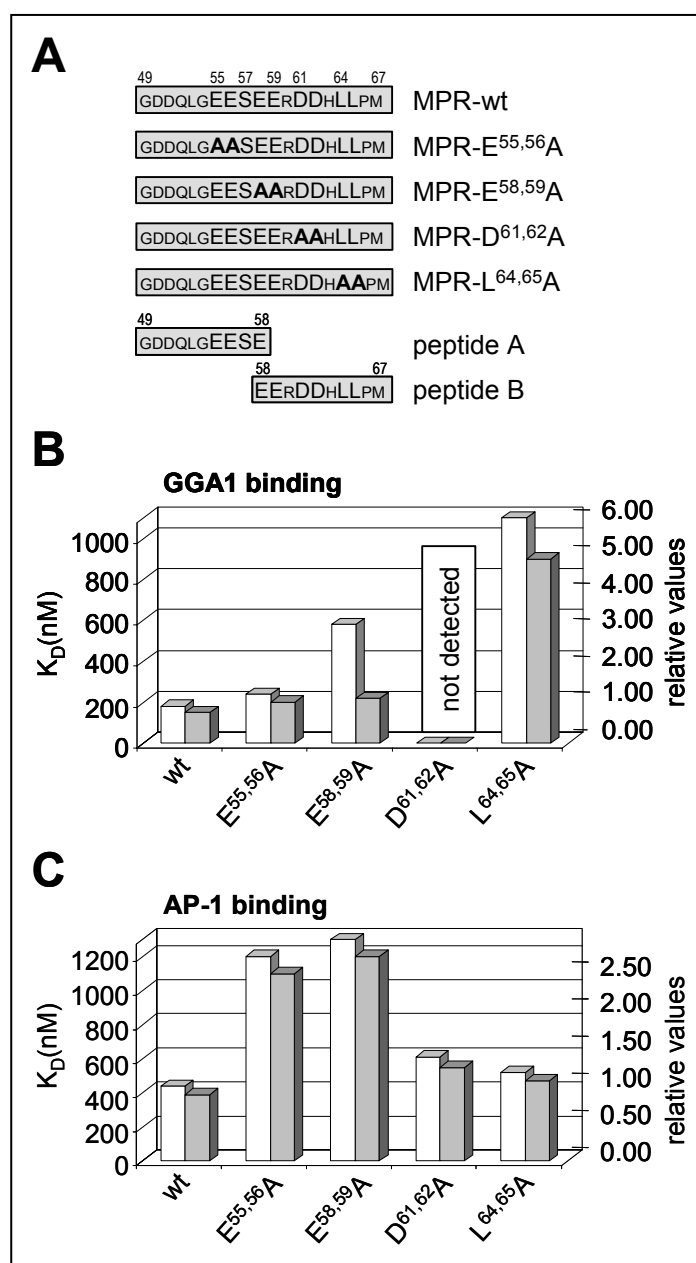 A
49 55 57 59 61 64 67
GDDQLGEESEERDDHLLPM MPR-wt
GDDQLGAASEERDDHLLPM MPR-E55,56A
GDDQLGEESAARDDHLLPM MPR-E58,59A
GDDQLGEESEERAAHLLPM MPR-D61,62A
GDDQLGEESEERDDHAAPM MPR-L64,65A
49 58
GDDQLGEESE peptide A
58 67
EERDDHLLPM peptide B
B
GGA1 binding
KD(nM)
1000
800
600
400
200
0
not detected
6.00
5.00
4.00
3.00
2.00
1.00
0.00
relative values
wt E55,56A E58,59A D61,62A L64,65A
C
AP-1 binding
KD(nM)
1200
1000
800
600
400
200
0
2.50
2.00
1.50
1.00
0.50
0.00
relative values
wt E55,56A E58,59A D61,62A L64,65A